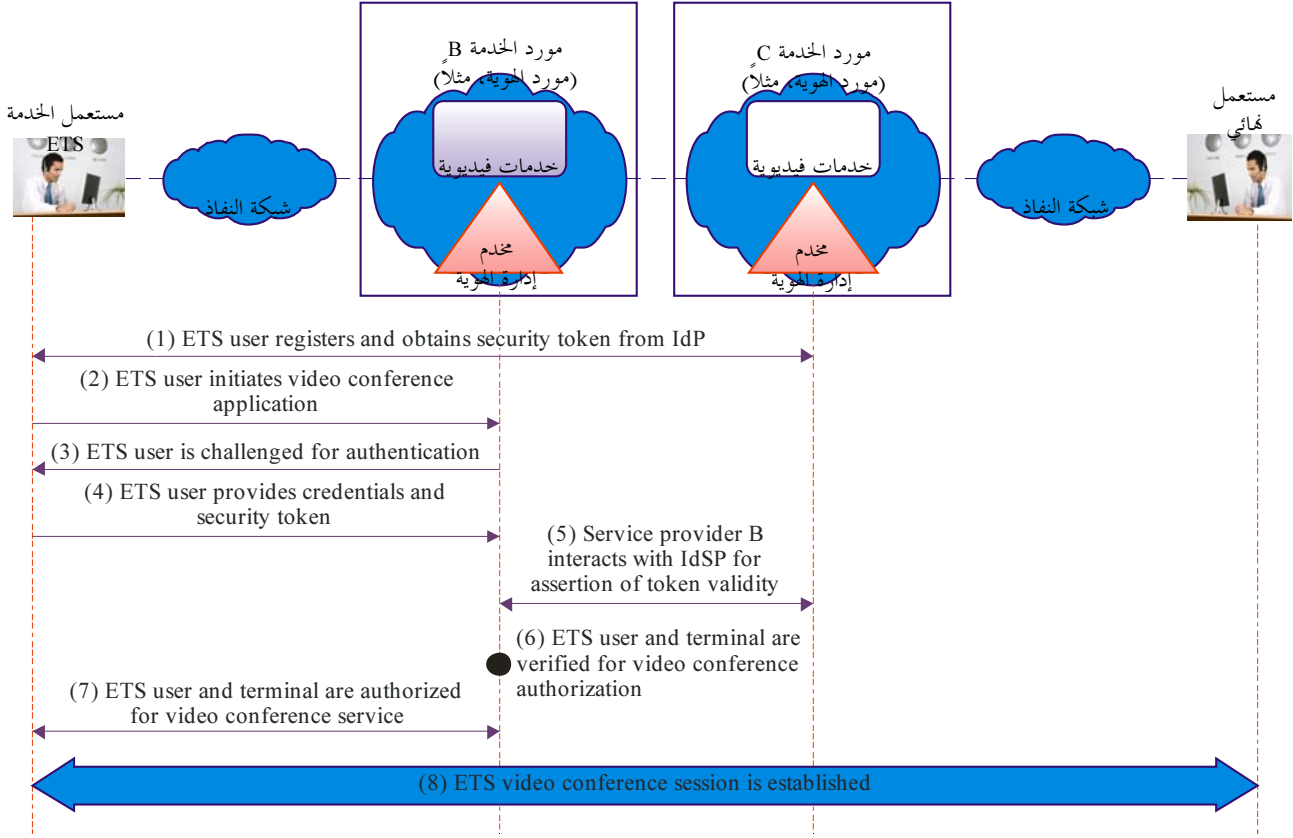 مورد الخدمة B
(مورد الهوية، مثلاً)
خدمات فيديوية
مخدم
إدارة الهوية
مورد الخدمة C
(مورد الهوية، مثلاً)
خدمات فيديوية
مخدم
إدارة الهوية
مستعمل الخدمة
ETS
شبكة النفاذ
شبكة النفاذ
مستعمل
نهائي
(1) ETS user registers and obtains security token from IdP
(2) ETS user initiates video conference
application
(3) ETS user is challenged for authentication
(4) ETS user provides credentials and
security token
(5) Service provider B
interacts with IdSP for
assertion of token validity
(6) ETS user and terminal are
verified for video conference
authorization
(7) ETS user and terminal are authorized
for video conference service
(8) ETS video conference session is established